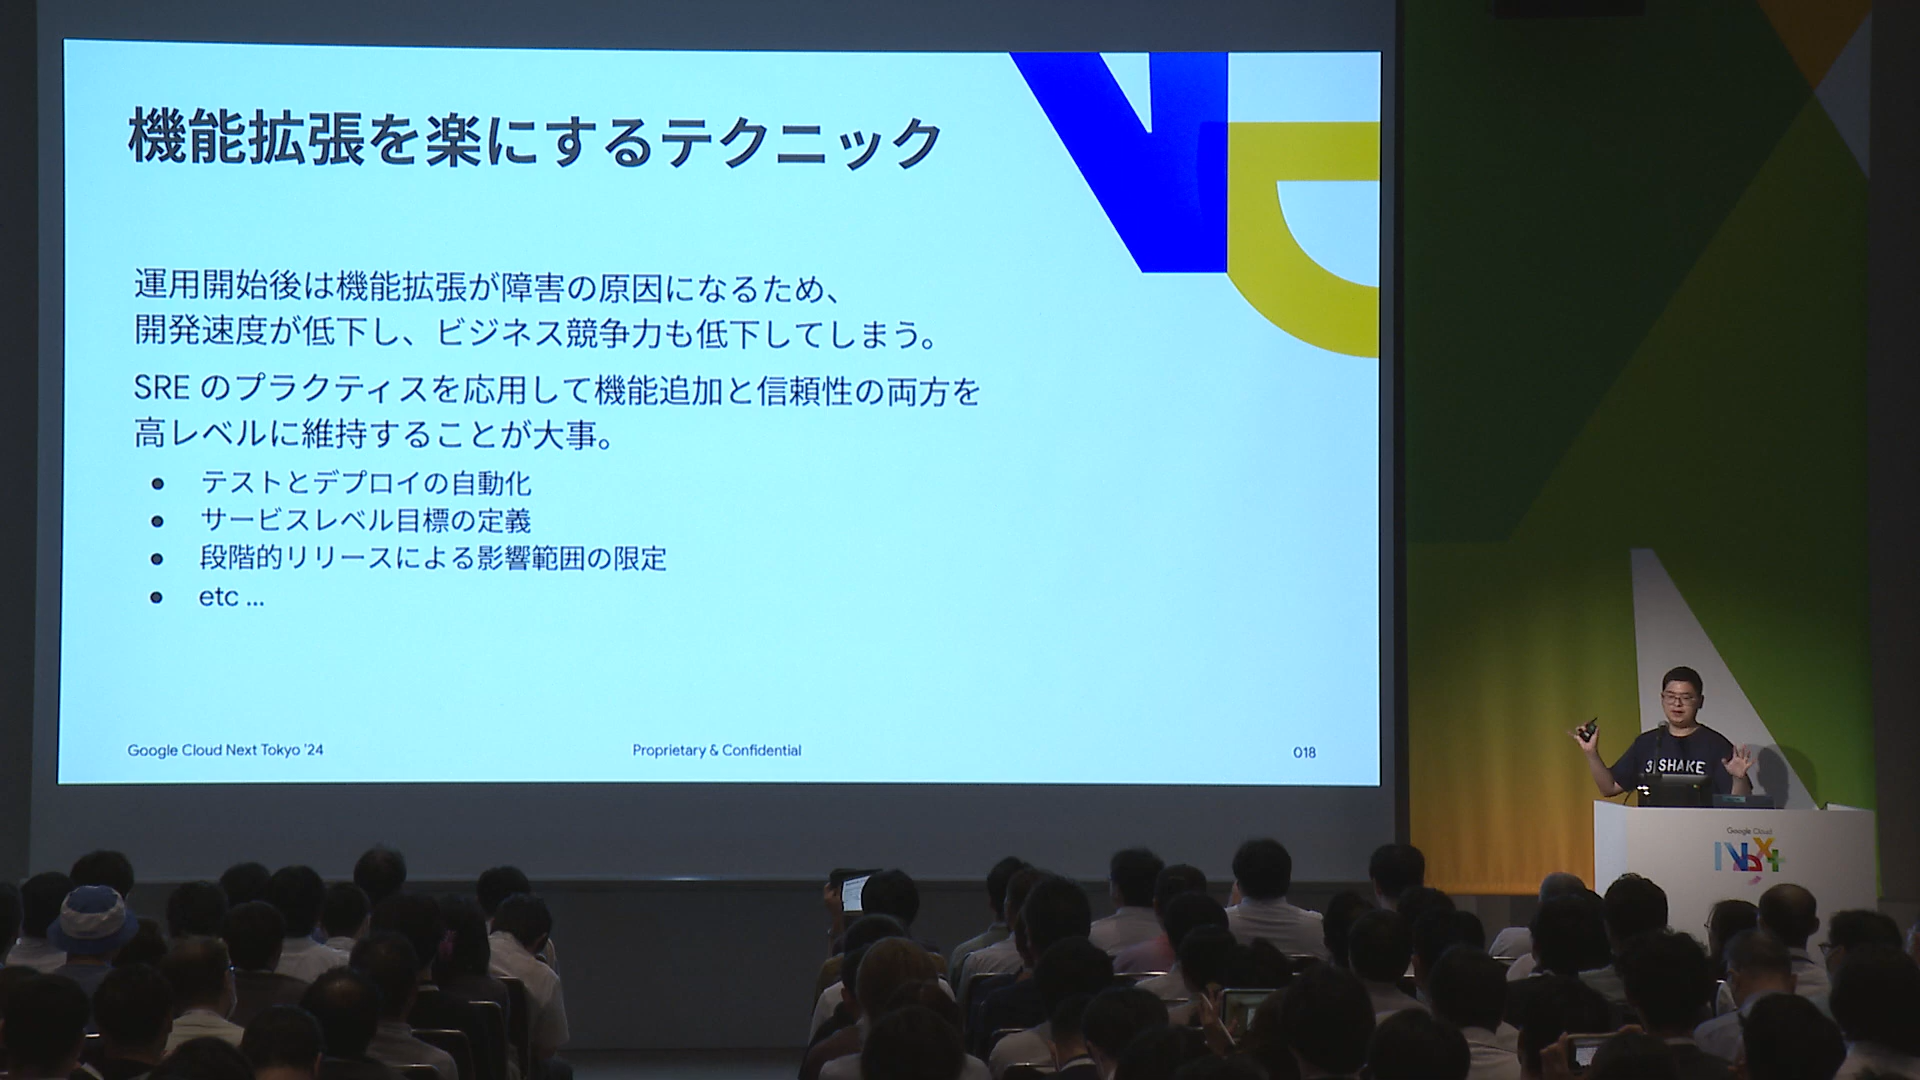 機能拡張を楽にするテクニック
運用開始後は機能拡張が障害の原因になるため、
開発速度が低下し、ビジネス競争力も低下してしまう。
SRE のプラクティスを応用して機能追加と信頼性の両方を
高レベルに維持することが大事。
● テストとデプロイの自動化
● サービスレベル目標の定義
● 段階的リリースによる影響範囲の限定
● etc ...
Google Cloud Next Tokyo '24
Proprietary & Confidential
018
3 SHAKE
Google Cloud
Next